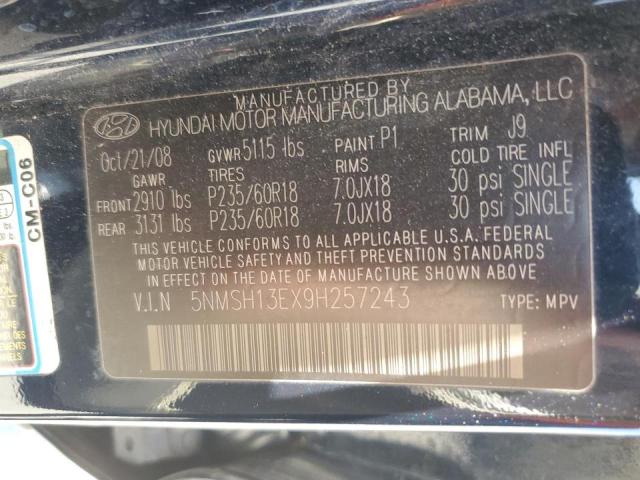 MANUFACTURED BY
HYUNDAI MOTOR MANUFACTURING ALABAMA, LLC
Oct/21/08 GVWR 5115 lbs PAINT P1 TRIM J9
GAWR TIRES RIMS COLD TIRE INFL
FRONT 2910 lbs P235/60R18 7.0JX18 30 psi SINGLE
REAR 3131 lbs P235/60R18 7.0JX18 30 psi SINGLE
THIS VEHICLE CONFORMS TO ALL APPLICABLE U.S.A. FEDERAL
MOTOR VEHICLE SAFETY AND THEFT PREVENTION STANDARDS
IN EFFECT ON THE DATE OF MANUFACTURE SHOWN ABOVE.
V.I.N 5NMSH13EX9H257243 TYPE: MPV
CM-C06